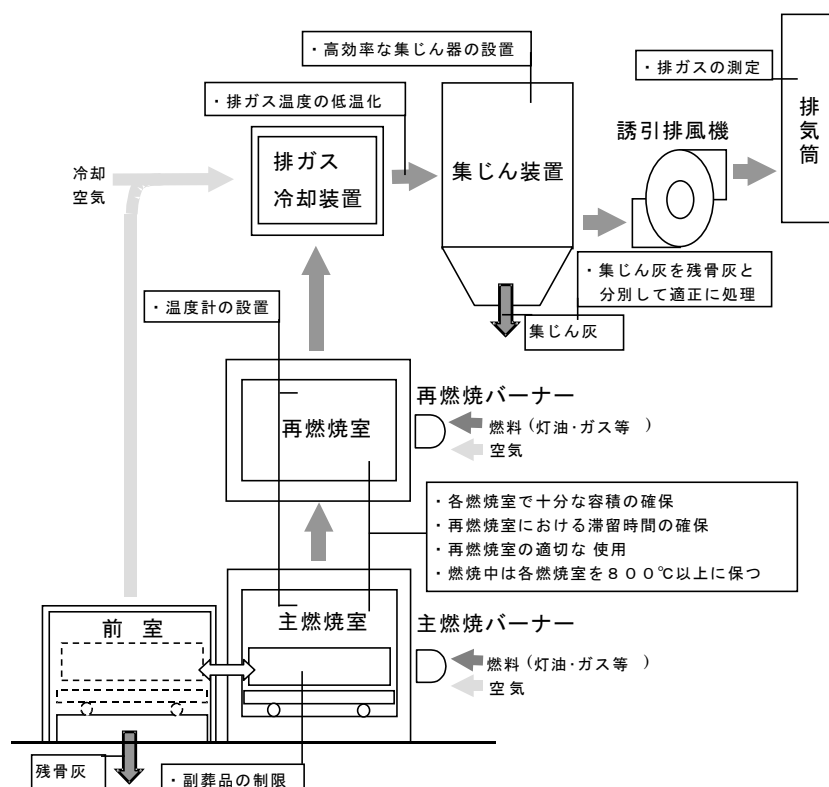 ・高効率な集じん器の設置
・排ガスの測定
・排ガス温度の低温化
排気筒
誘引排風機
排ガス
冷却装置
集じん装置
冷却
空気
・集じん灰を残骨灰と
分別して適正に処理
・温度計の設置
集じん灰
再燃焼バーナー
再燃焼室
燃料(灯油・ガス等 )
空気
・各燃焼室で十分な容積の確保
・再燃焼室における滞留時間の確保
・再燃焼室の適切な 使用
・燃焼中は各燃焼室を800℃以上に保つ
前 室
主燃焼室
主燃焼バーナー
燃料(灯油・ガス等 )
空気
残骨灰
・副葬品の制限